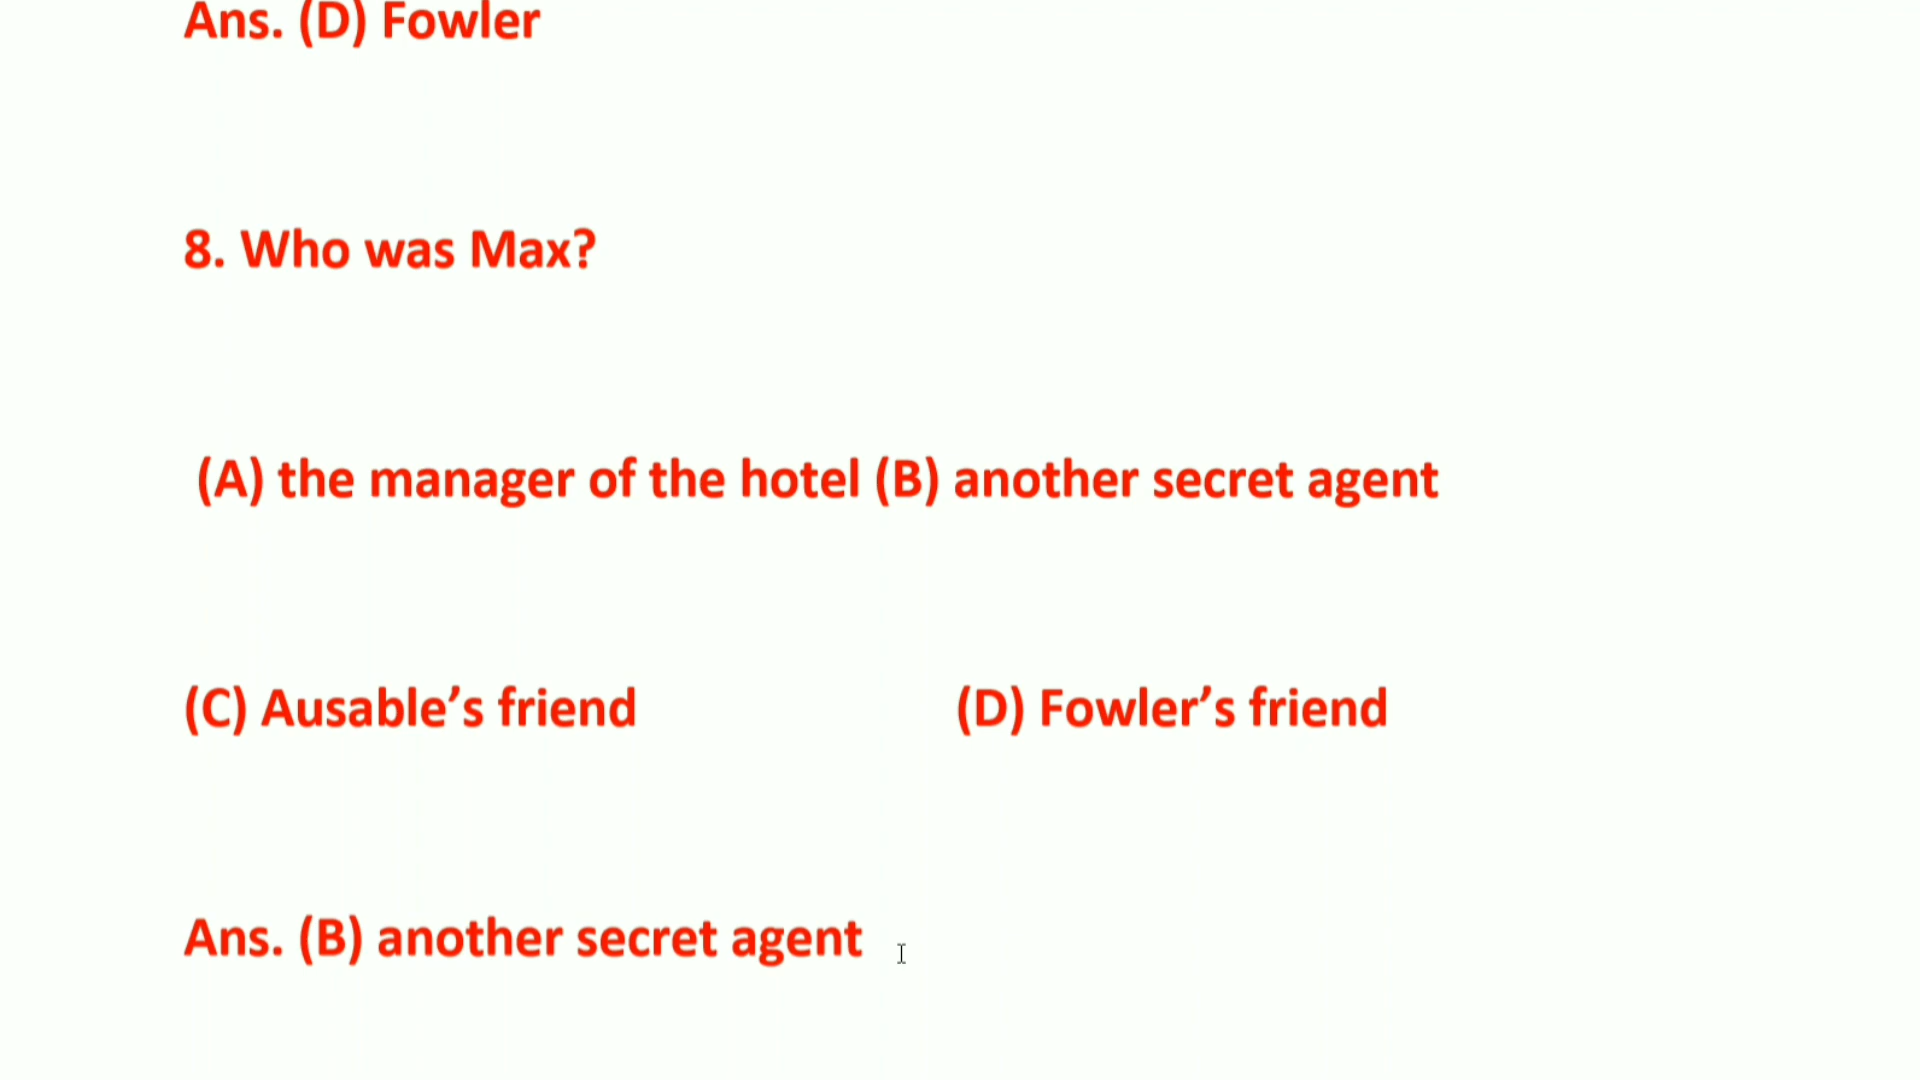 Ans. (D) Fowler
8. Who was Max?
(A) the manager of the hotel (B) another secret agent
(C) Ausable’s friend (D) Fowler’s friend
Ans. (B) another secret agent